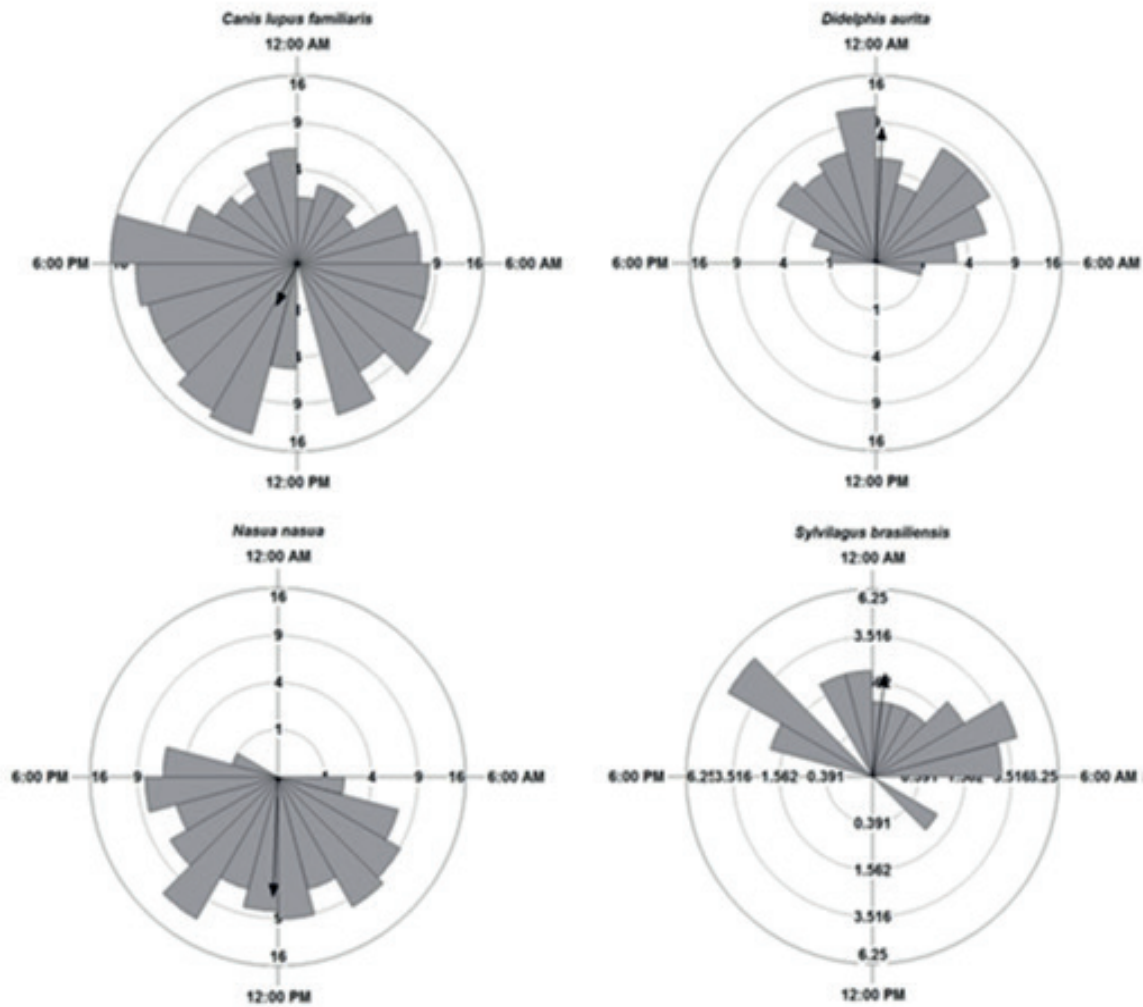 Canis lupus familiaris
12:00 AM
16
9
4
6:00 PM
9
16
6:00 AM
9
16
12:00 PM
Didelphis aurita
12:00 AM
16
6:00 PM
16
9
4
1
4
9
16
6:00 AM
1
4
9
16
12:00 PM
Nasua nasua
12:00 AM
16
9
4
1
6:00 PM
16
9
4
9
16
6:00 AM
16
12:00 PM
Sylvilagus brasiliensis
12:00 AM
6.25
3.516
6:00 PM
6.25
3.516
1.562
0.391
6:00 AM
0.391
1.562
3.516
6.25
12:00 PM